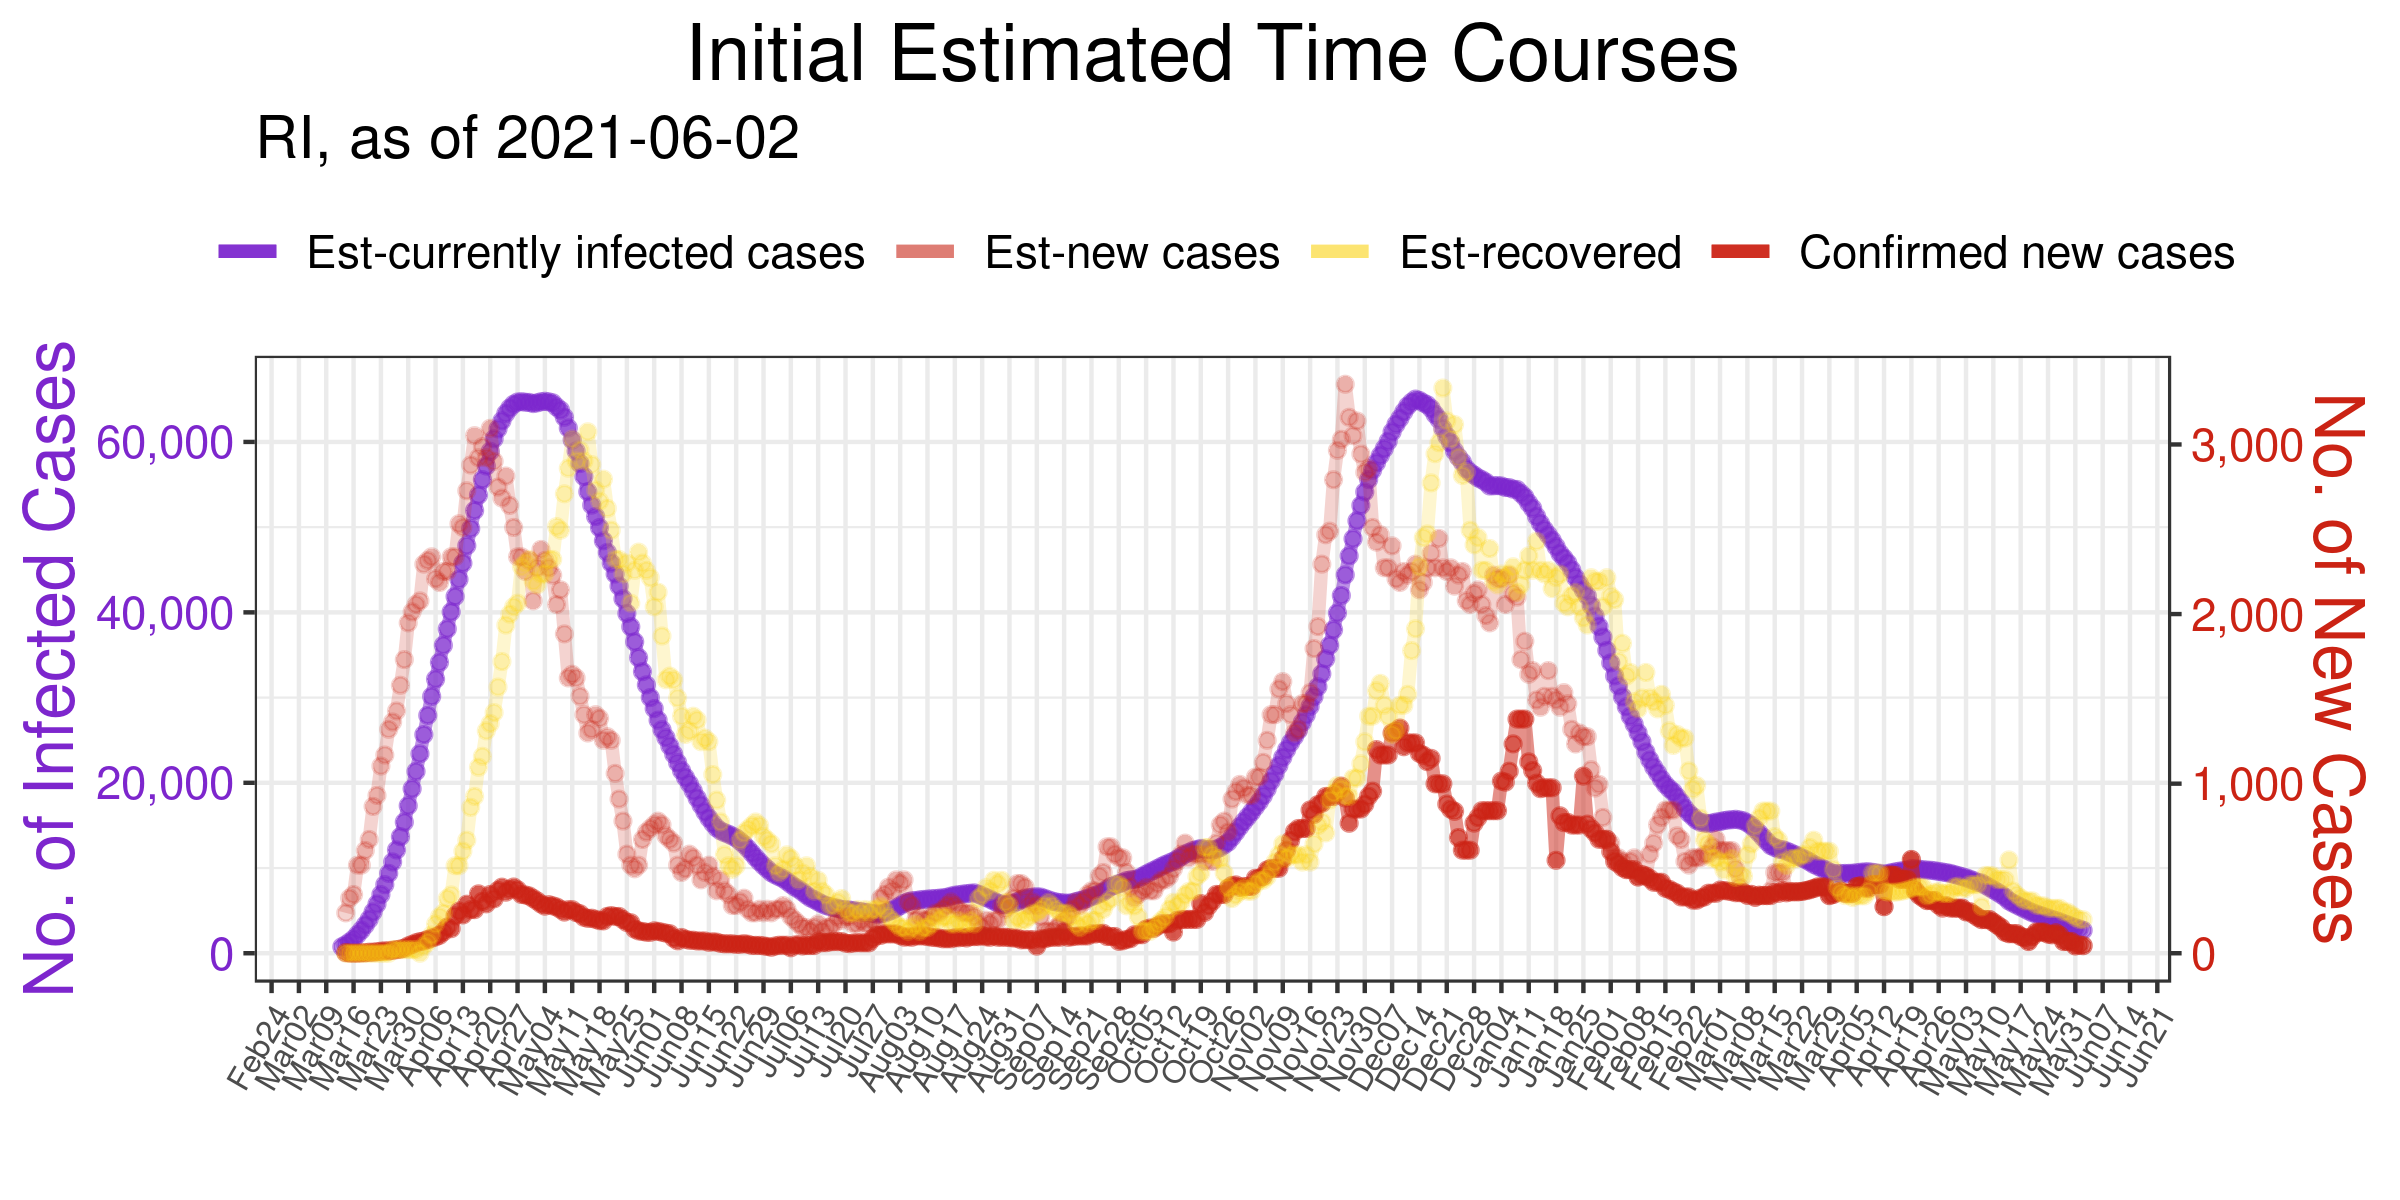 Initial Estimated Time Courses
RI, as of 2021-06-02
Est-currently infected cases Est-new cases Est-recovered Confirmed new cases
No. of Infected Cases
60,000
40,000
20,000
0
3,000
2,000
1,000
0
No. of New Cases
Feb24 Mar02 Mar09 Mar16 Mar23 Mar30 Apr06 Apr13 Apr20 Apr27 May04 May11 May18 May25 Jun01 Jun08 Jun15 Jun22 Jun29 Jul06 Jul13 Jul20 Jul27 Aug03 Aug10 Aug17 Aug24 Aug31 Sep07 Sep14 Sep21 Sep28 Oct05 Oct12 Oct19 Oct26 Nov02 Nov09 Nov16 Nov23 Nov30 Dec07 Dec14 Dec21 Dec28 Jan04 Jan11 Jan18 Jan25 Feb01 Feb08 Feb15 Feb22 Mar01 Mar08 Mar15 Mar22 Mar29 Apr05 Apr12 Apr19 Apr26 May03 May10 May17 May24 May31 Jun07 Jun14 Jun21